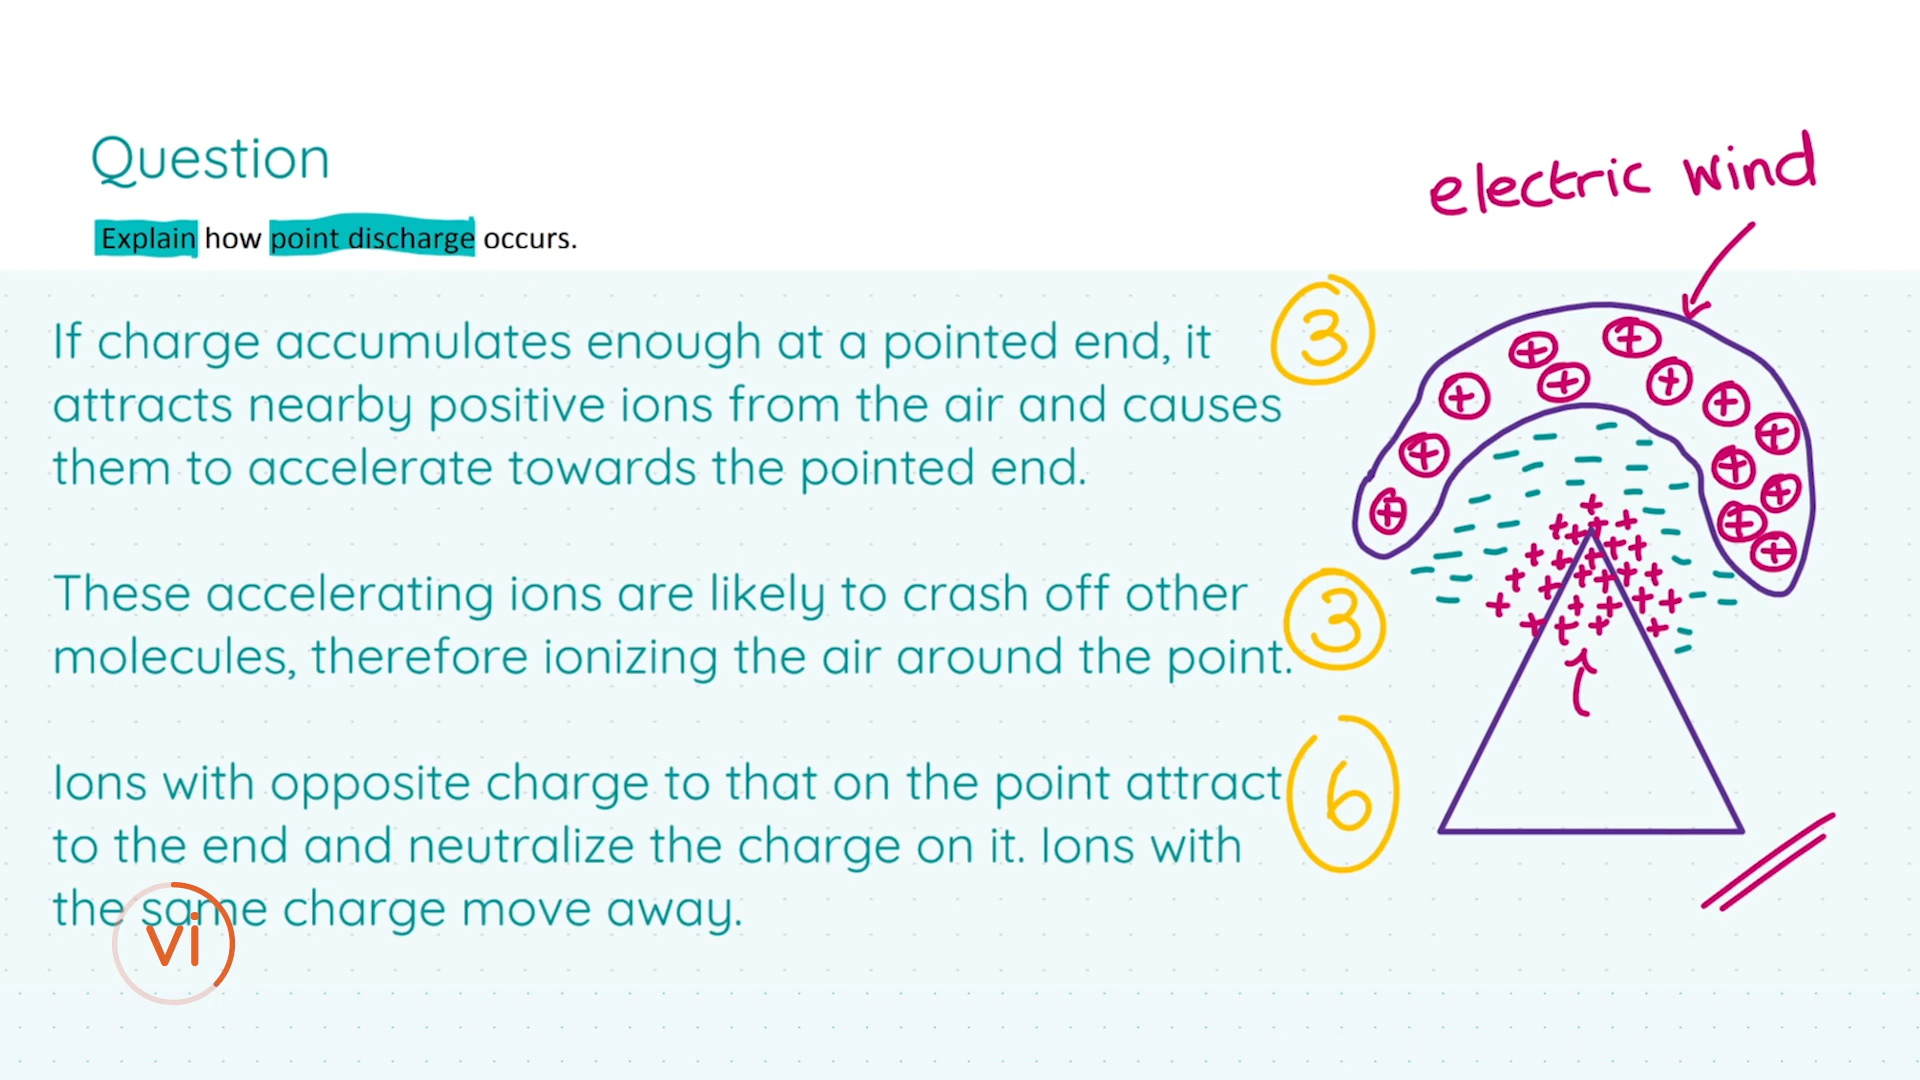 Question
electric wind
Explain how point discharge occurs.
If charge accumulates enough at a pointed end, it
attracts nearby positive ions from the air and causes
them to accelerate towards the pointed end.
3
These accelerating ions are likely to crash off other
molecules, therefore ionizing the air around the point.
3
Ions with opposite charge to that on the point attract
to the end and neutralize the charge on it. Ions with
the same charge move away.
6
vi